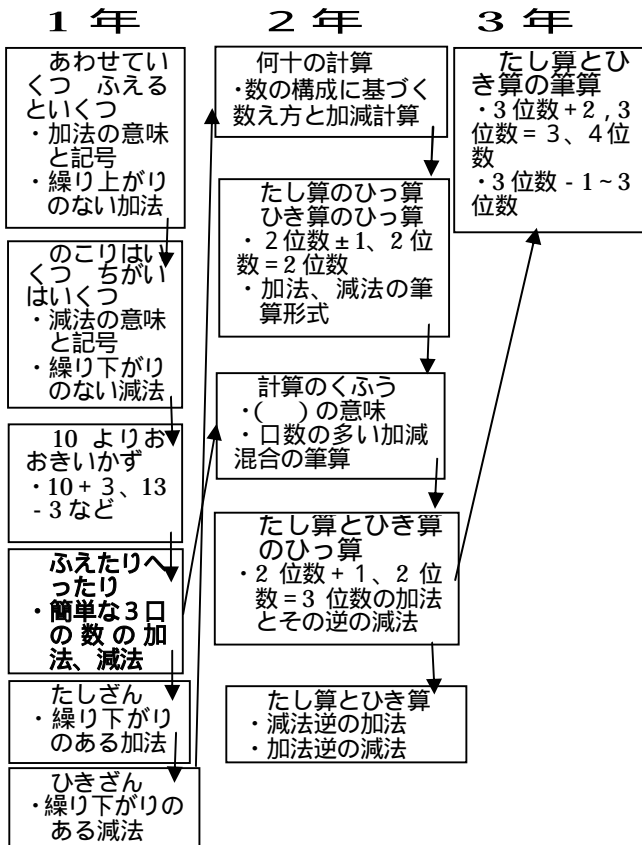 １年
あわせてい
くつ　ふえる
といくつ
・加法の意味
と記号
・繰り上がり
のない加法
のこりはい
くつ　ちがい
はいくつ
・減法の意味
と記号
・繰り下がり
のない減法
10 よりお
おきいかず
・10+３、13
-３など
ふえたりへ
ったり
・簡単な３口
の数の加
法、減法
たしざん
・繰り下がり
のある加法
ひきざん
・繰り下がりの
ある減法
２年
何十の計算
・数の構成に基づく
数え方と加減計算
たし算のひっ算
ひき算のひっ算
・２位数±1、２位
数=２位数
・加法、減法の筆
算形式
計算のくふう
・(　)の意味
・口数の多い加減
混合の筆算
たし算とひき算
のひっ算
・２位数+１、２位
数=３位数の加法
とその逆の減法
たし算とひき算
・減法逆の加法
・加法逆の減法
３年
たし算とひ
き算の筆算
・３位数+２,３
位数=３、４位
数
・３位数-１~３
位数